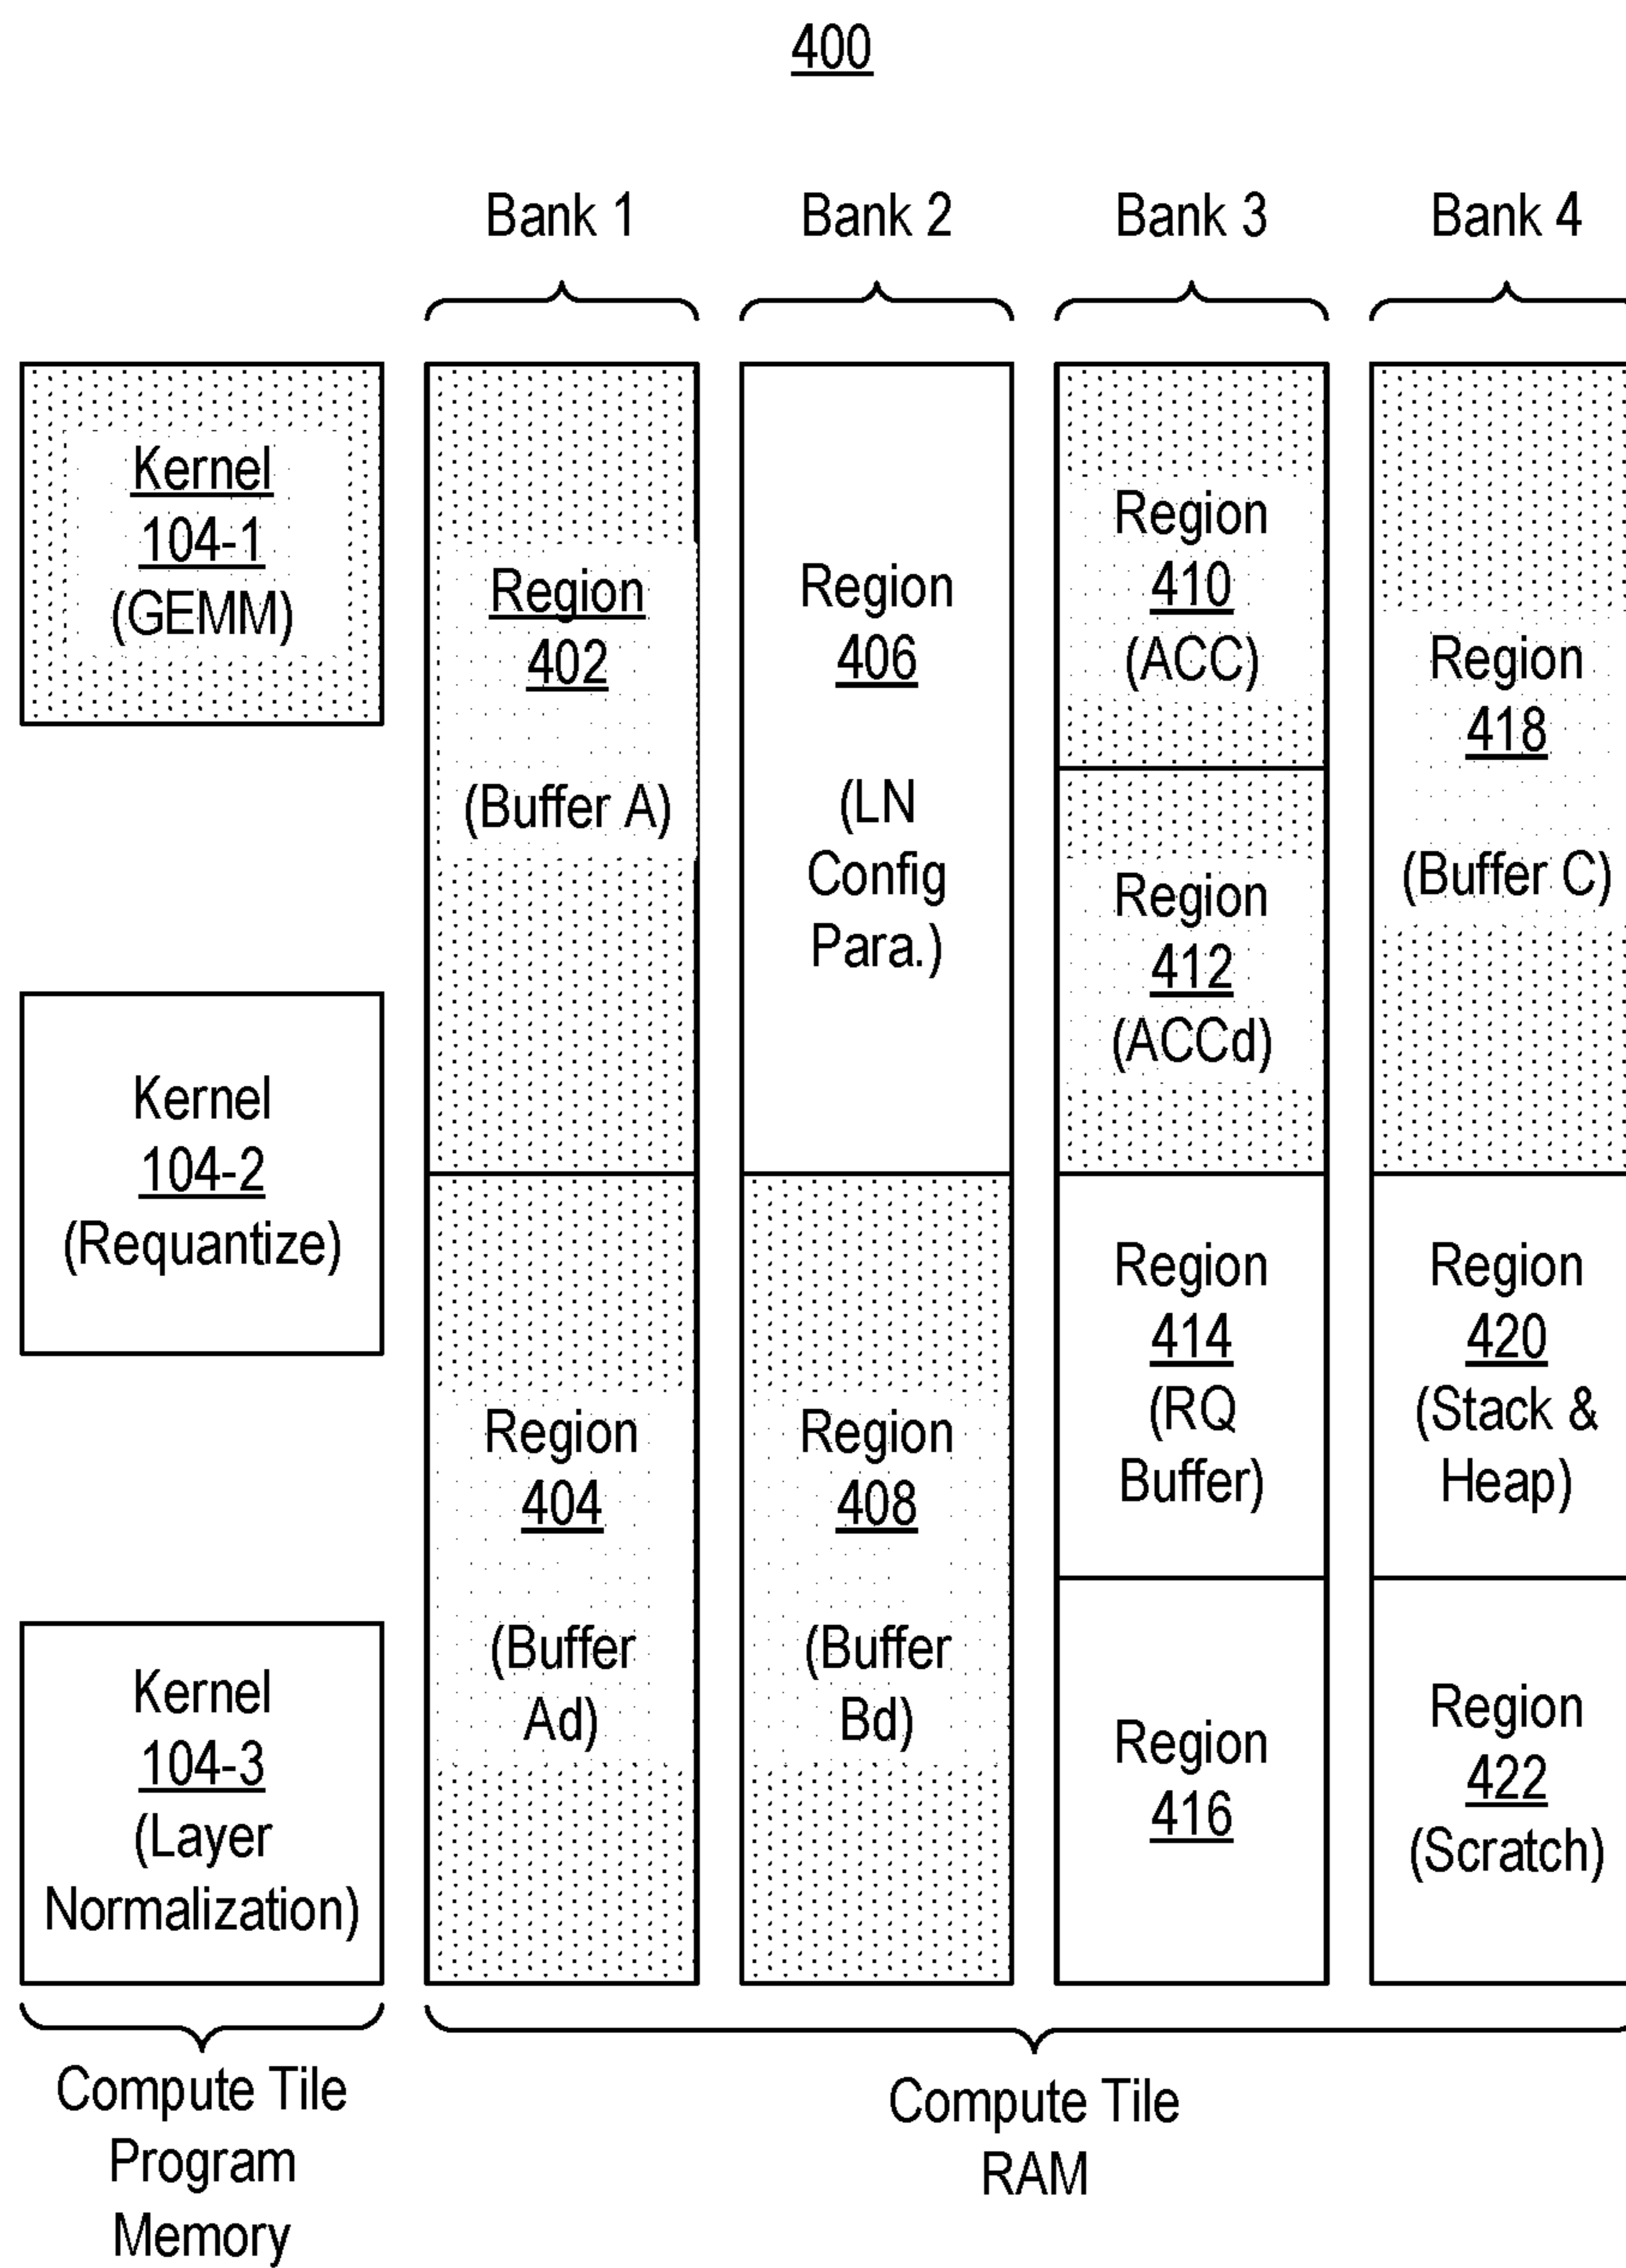 400
Bank 1
Bank 2
Bank 3
Bank 4
Kernel
104-1
(GEMM)
Kernel
104-2
(Requantize)
Kernel
104-3
(Layer
Normalization)
Region
402
(Buffer A)
Region
404
(Buffer
Ad)
Region
406
(LN
Config
Para.)
Region
408
(Buffer
Bd)
Region
410
(ACC)
Region
412
(ACCd)
Region
414
(RQ
Buffer)
Region
416
Region
418
(Buffer C)
Region
420
(Stack &
Heap)
Region
422
(Scratch)
Compute Tile
Program
Memory
Compute Tile
RAM